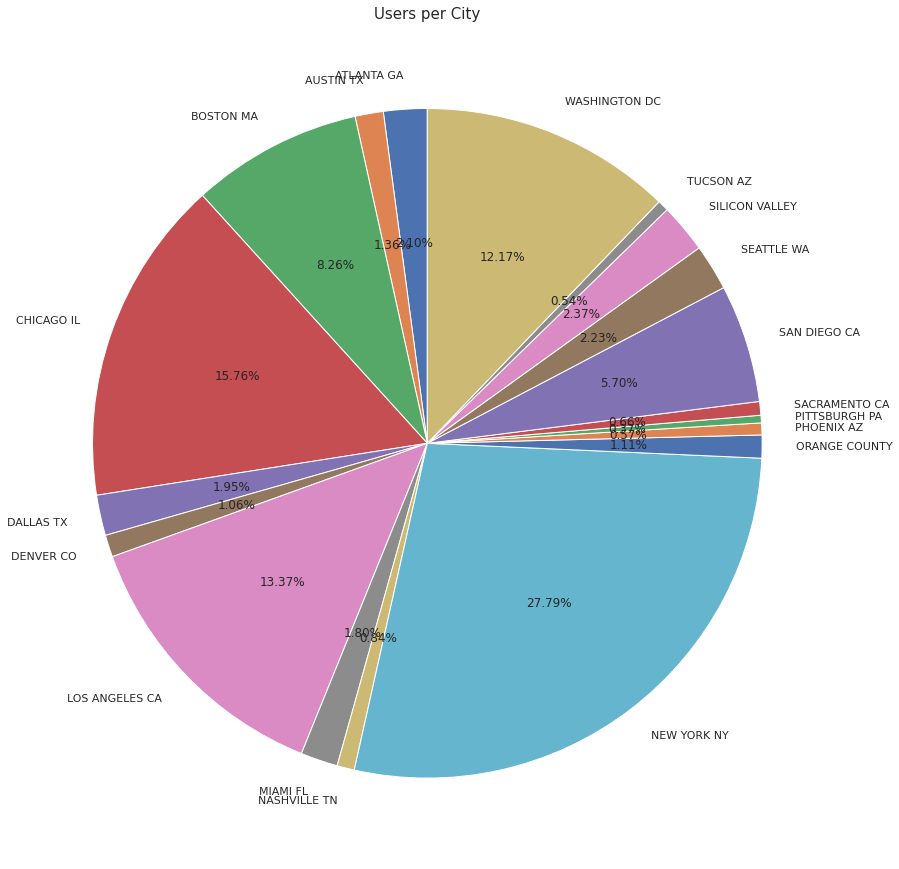 Users per City
ATLANTA GA
AUSTIN TX
WASHINGTON DC
BOSTON MA
TUCSON AZ
SILICON VALLEY
SEATTLE WA
CHICAGO IL
SAN DIEGO CA
SACRAMENTO CA
PITTSBURGH PA
PHOENIX AZ
ORANGE COUNTY
DALLAS TX
DENVER CO
LOS ANGELES CA
NEW YORK NY
MIAMI FL
NASHVILLE TN
2.10%
1.36%
12.17%
8.26%
0.54%
2.37%
2.23%
15.76%
5.70%
0.66%
0.37%
0.57%
1.11%
1.95%
1.06%
13.37%
27.79%
1.80%
0.84%